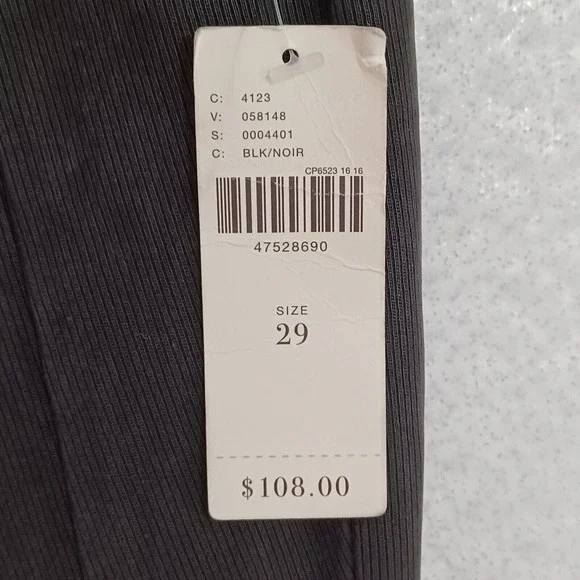 C: 4123
V: 058148
S: 0004401
C: BLK/NOIR
CP6523 16 16
47528690
SIZE
29
$108.00